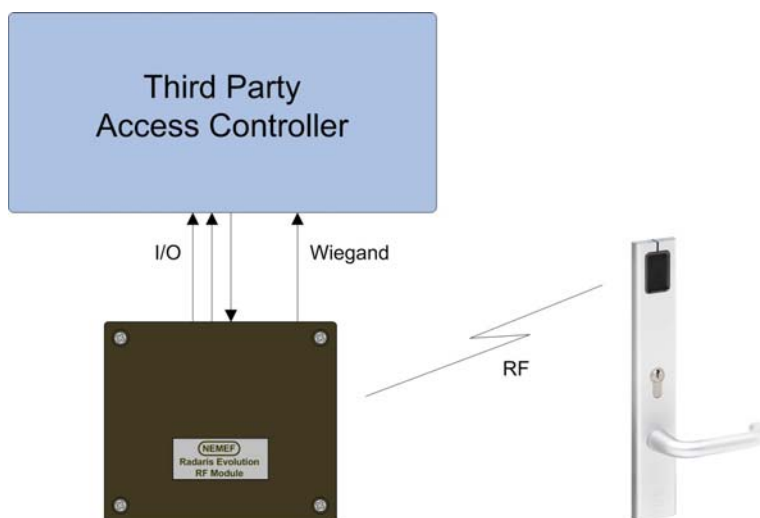 Third Party
Access Controller
I/O
Wiegand
RF
NEMEF
Radaris Evolution
RF Module